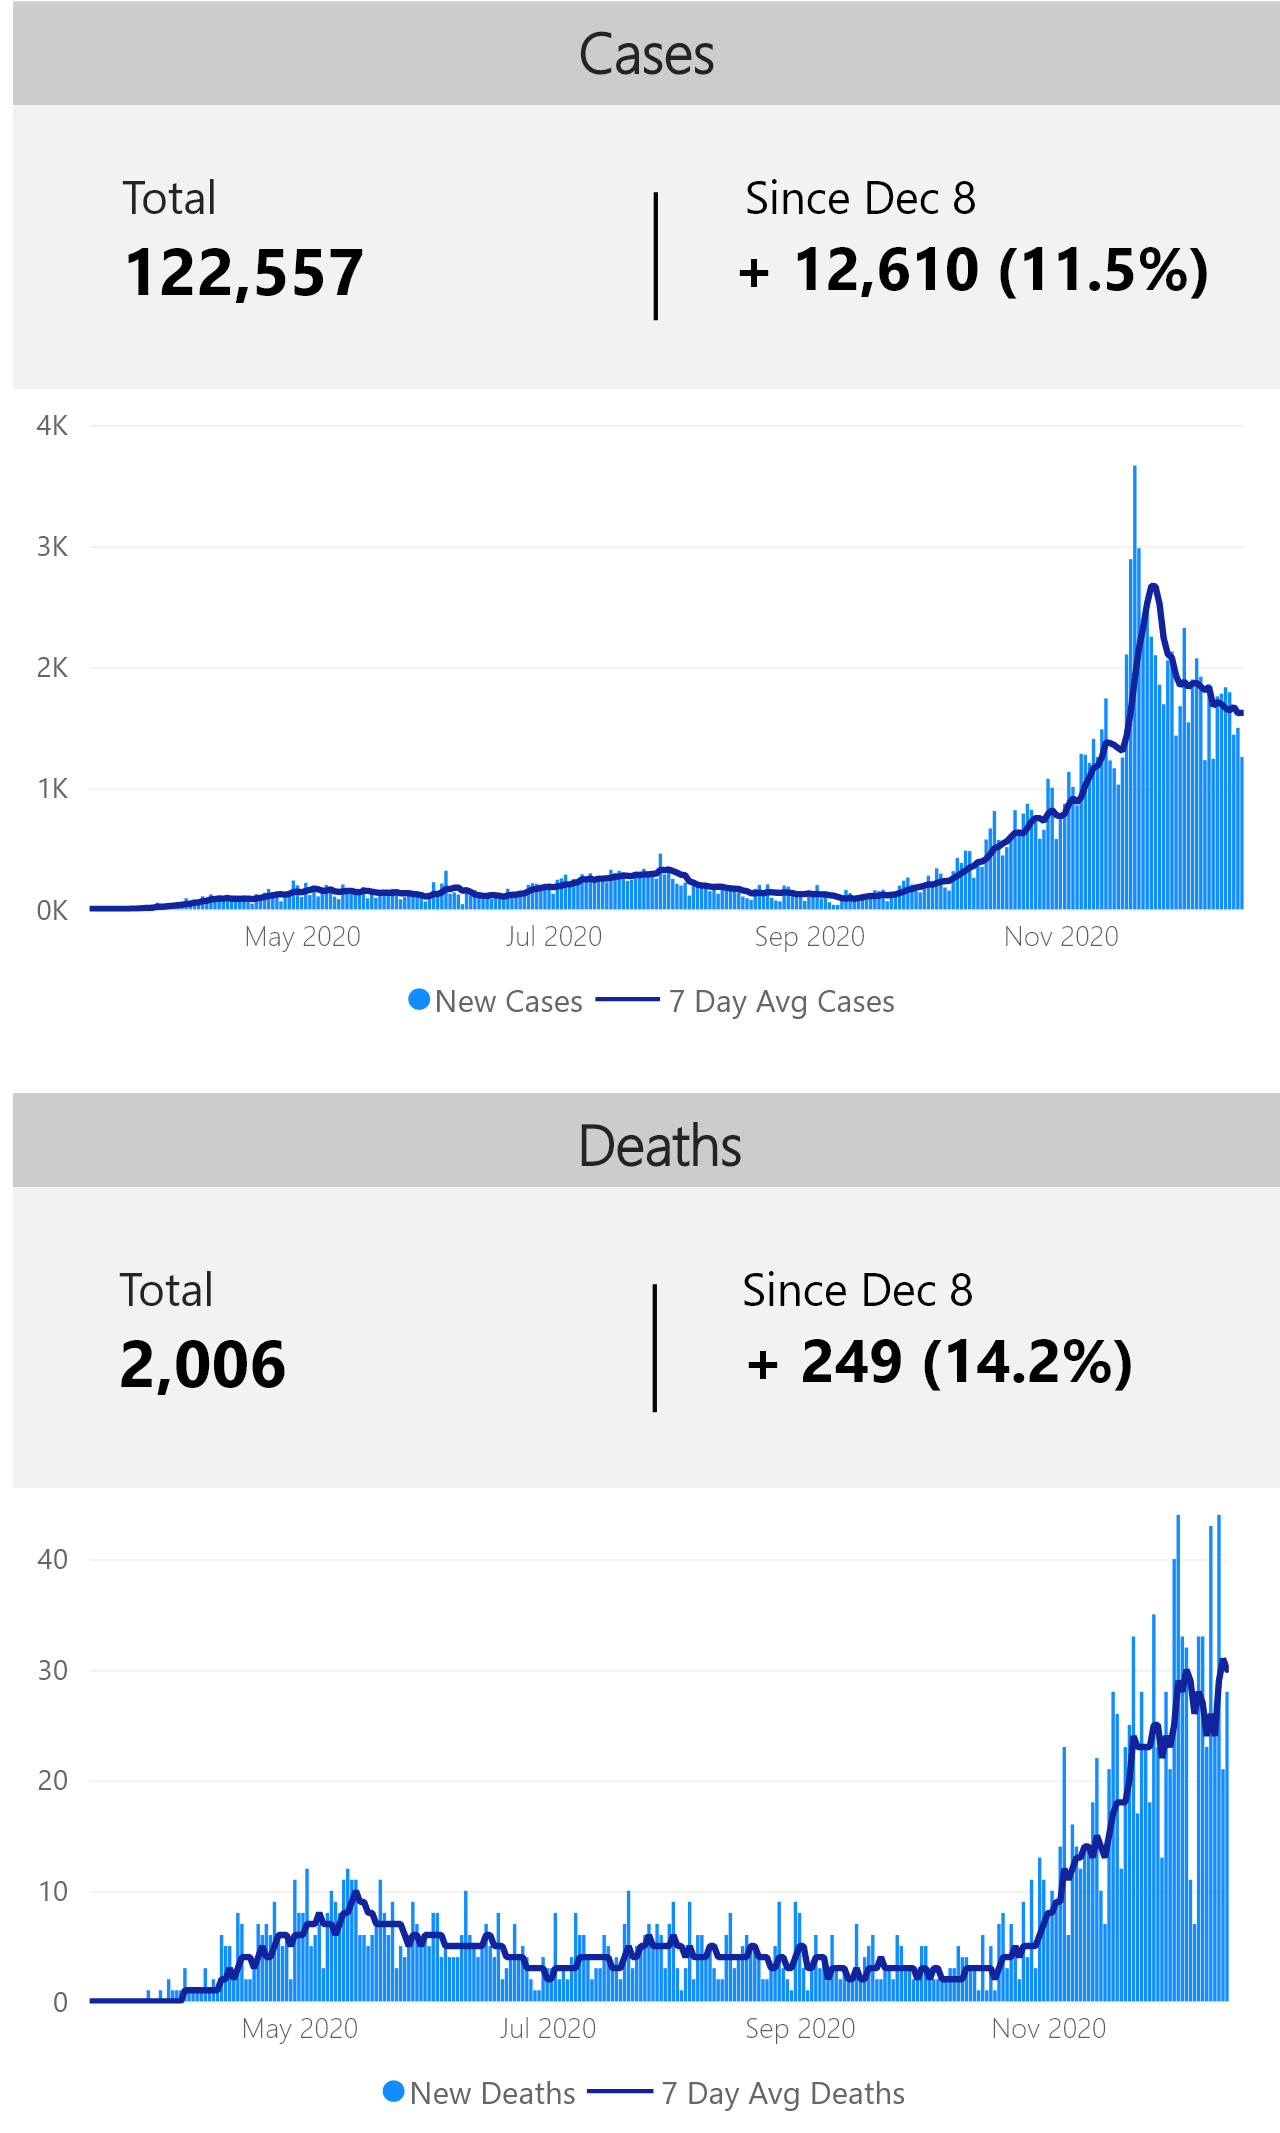 Cases
Total
122,557
Since Dec 8
+ 12,610 (11.5%)
4K
3K
2K
1K
0K
May 2020 Jul 2020 Sep 2020 Nov 2020
New Cases 7 Day Avg Cases
Deaths
Total
2,006
Since Dec 8
+ 249 (14.2%)
40
30
20
10
0
May 2020 Jul 2020 Sep 2020 Nov 2020
New Deaths 7 Day Avg Deaths